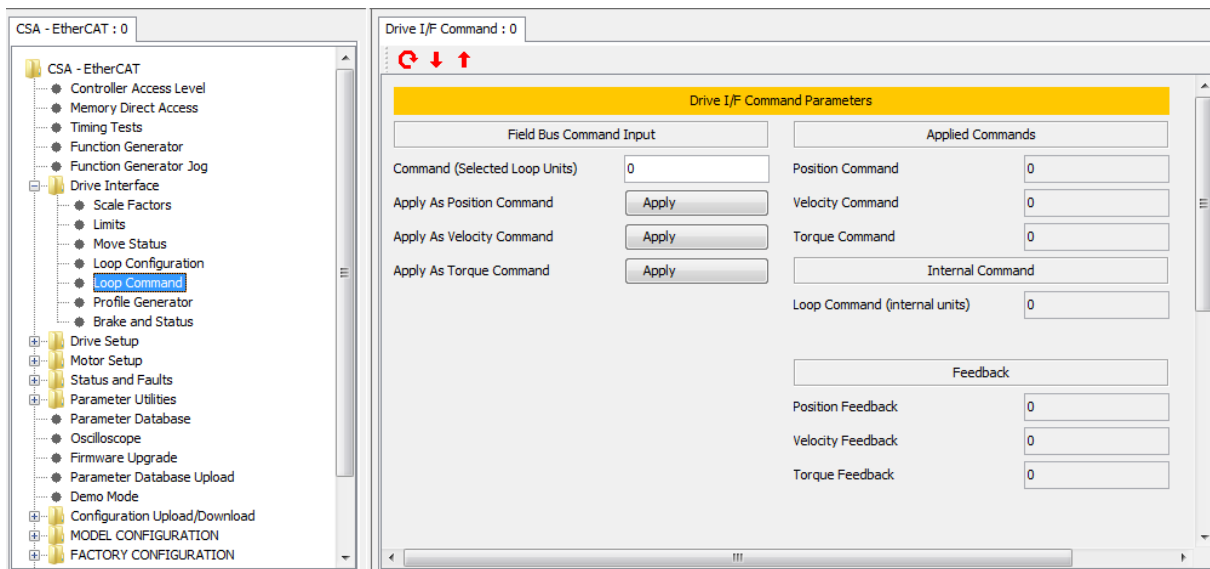 CSA - EtherCAT : 0
CSA - EtherCAT
Controller Access Level
Memory Direct Access
Timing Tests
Function Generator
Function Generator Jog
Drive Interface
Scale Factors
Limits
Move Status
Loop Configuration
Loop Command
Profile Generator
Brake and Status
Drive Setup
Motor Setup
Status and Faults
Parameter Utilities
Parameter Database
Oscilloscope
Firmware Upgrade
Parameter Database Upload
Demo Mode
Configuration Upload/Download
MODEL CONFIGURATION
FACTORY CONFIGURATION
Drive I/F Command : 0
Drive I/F Command Parameters
Field Bus Command Input
Command (Selected Loop Units) 0
Apply As Position Command Apply
Apply As Velocity Command Apply
Apply As Torque Command Apply
Applied Commands
Position Command 0
Velocity Command 0
Torque Command 0
Internal Command
Loop Command (internal units) 0
Feedback
Position Feedback 0
Velocity Feedback 0
Torque Feedback 0